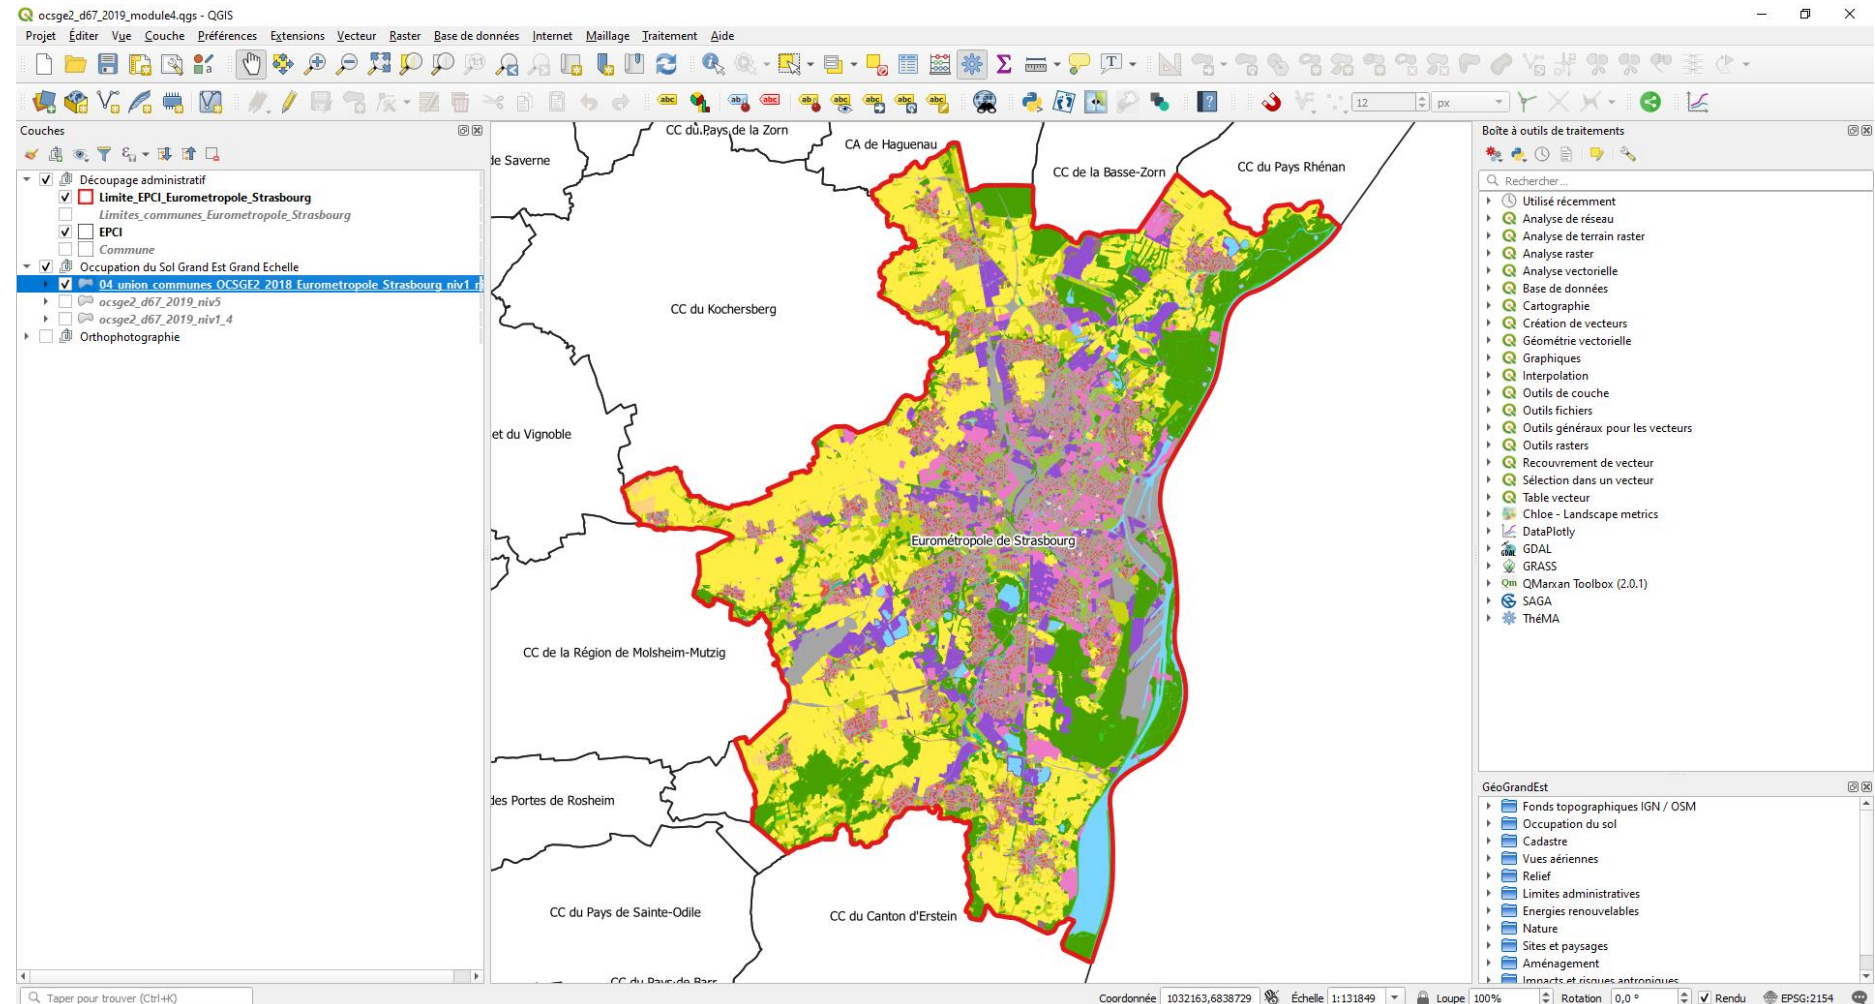 ocsge2_d67_2019_module4.qgs - QGIS
Projet Éditer Vue Couche Préférences Extensions Vecteur Raster Base de données Internet Maillage Traitement Aide
12 px
Couches
Découpage administratif
Limite_EPCI_Eurometropole_Strasbourg
Limites_communes_Eurometropole_Strasbourg
EPCI
Commune
Occupation du Sol Grand Est Grand Echelle
04_union_communes_OCSGE2_2018_Eurometropole_Strasbourg_niv1
ocsge2_d67_2019_niv5
ocsge2_d67_2019_niv1_4
Orthophotographie
CC du Pays de la Zorn
CA de Haguenau
de Saverne
CC de la Basse-Zorn
CC du Pays Rhénan
CC du Kochersberg
et du Vignoble
Eurométropole de Strasbourg
CC de la Région de Molsheim-Mutzig
des Portes de Rosheim
CC du Pays de Sainte-Odile
CC du Canton d'Erstein
CC du Pays de Barr
Boîte à outils de traitements
Rechercher...
Utilisé récemment
Analyse de réseau
Analyse de terrain raster
Analyse raster
Analyse vectorielle
Base de données
Cartographie
Création de vecteurs
Géométrie vectorielle
Graphiques
Interpolation
Outils de couche
Outils fichiers
Outils généraux pour les vecteurs
Outils rasters
Recouvrement de vecteur
Sélection dans un vecteur
Table vecteur
Chloe - Landscape metrics
DataPlotly
GDAL
GRASS
QMarxan Toolbox (2.0.1)
SAGA
ThéMA
GéoGrandEst
Fonds topographiques IGN / OSM
Occupation du sol
Cadastre
Vues aériennes
Relief
Limites administratives
Energies renouvelables
Nature
Sites et paysages
Aménagement
Impacts et risques antropiques
Taper pour trouver (Ctrl+K)
Coordonnée 1032163,6838729 Échelle 1:131849 Loupe 100% Rotation 0,0 ° Rendu EPSG:2154